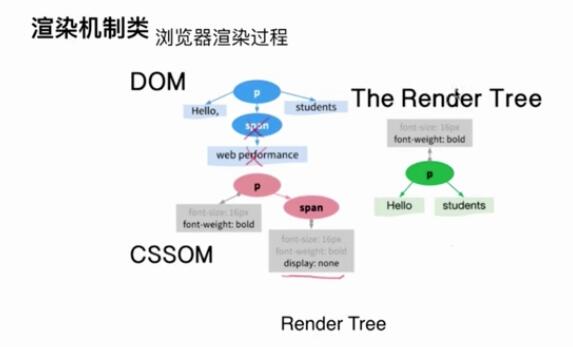 渲染机制类 浏览器渲染过程
DOM
p
Hello,
students
span
web performance
The Render Tree
font-size: 16px
font-weight: bold
p
Hello
students
p
font-size: 16px
font-weight: bold
span
font-size: 16px
font-weight: bold
display: none
CSSOM
Render Tree